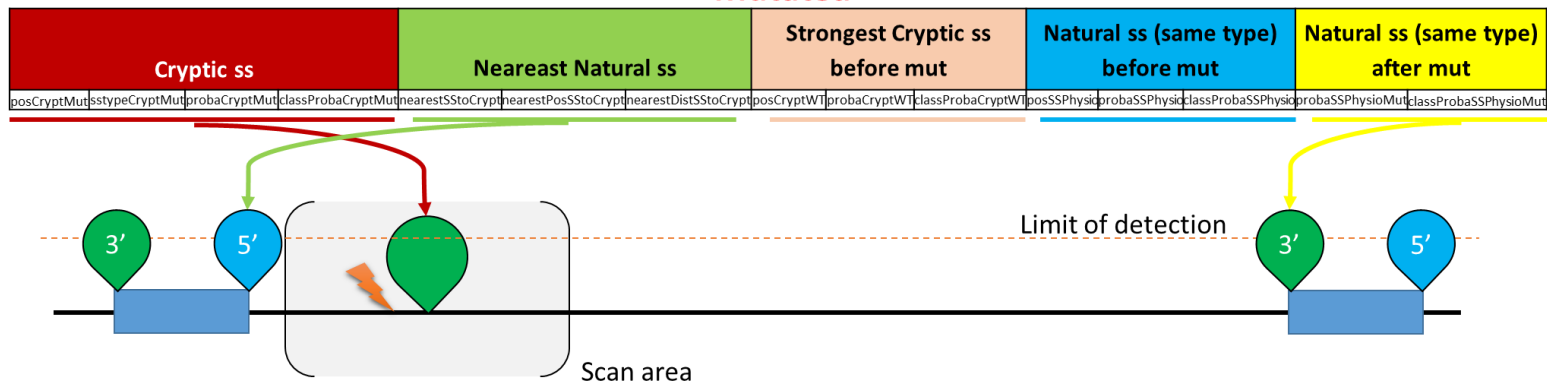 Cryptic ss
Neareast Natural ss
Strongest Cryptic ss
before mut
Natural ss (same type)
before mut
Natural ss (same type)
after mut
posCryptMut sstypeCryptMut probaCryptMut classProbaCryptMut nearestSStoCrypt nearestPosSStoCrypt nearestDistSStoCrypt posCryptWT probaCryptWT classProbaCryptWT posSSPhysio probaSSPhysio classProbaSSPhysio probaSSPhysioMut classProbaSSPhysioMut
Limit of detection
3’ 5’ 3’ 5’
Scan area